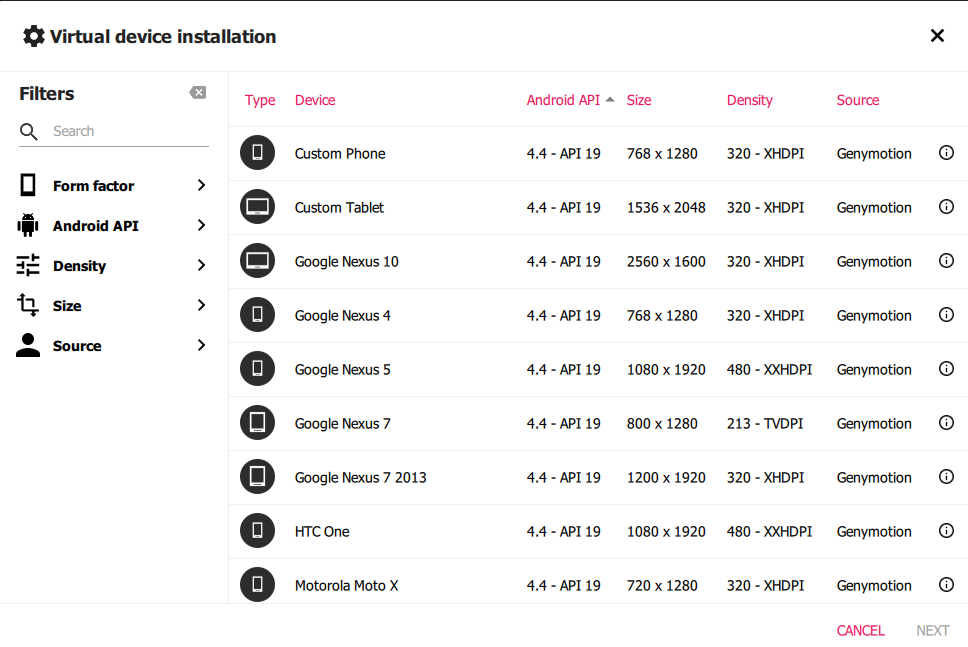 Virtual device installation
Filters
Search
Form factor
Android API
Density
Size
Source
Type Device Android API Size Density Source
Custom Phone 4.4 - API 19 768 x 1280 320 - XHDPI Genymotion
Custom Tablet 4.4 - API 19 1536 x 2048 320 - XHDPI Genymotion
Google Nexus 10 4.4 - API 19 2560 x 1600 320 - XHDPI Genymotion
Google Nexus 4 4.4 - API 19 768 x 1280 320 - XHDPI Genymotion
Google Nexus 5 4.4 - API 19 1080 x 1920 480 - XXHDPI Genymotion
Google Nexus 7 4.4 - API 19 800 x 1280 213 - TVDPI Genymotion
Google Nexus 7 2013 4.4 - API 19 1200 x 1920 320 - XHDPI Genymotion
HTC One 4.4 - API 19 1080 x 1920 480 - XXHDPI Genymotion
Motorola Moto X 4.4 - API 19 720 x 1280 320 - XHDPI Genymotion
CANCEL NEXT